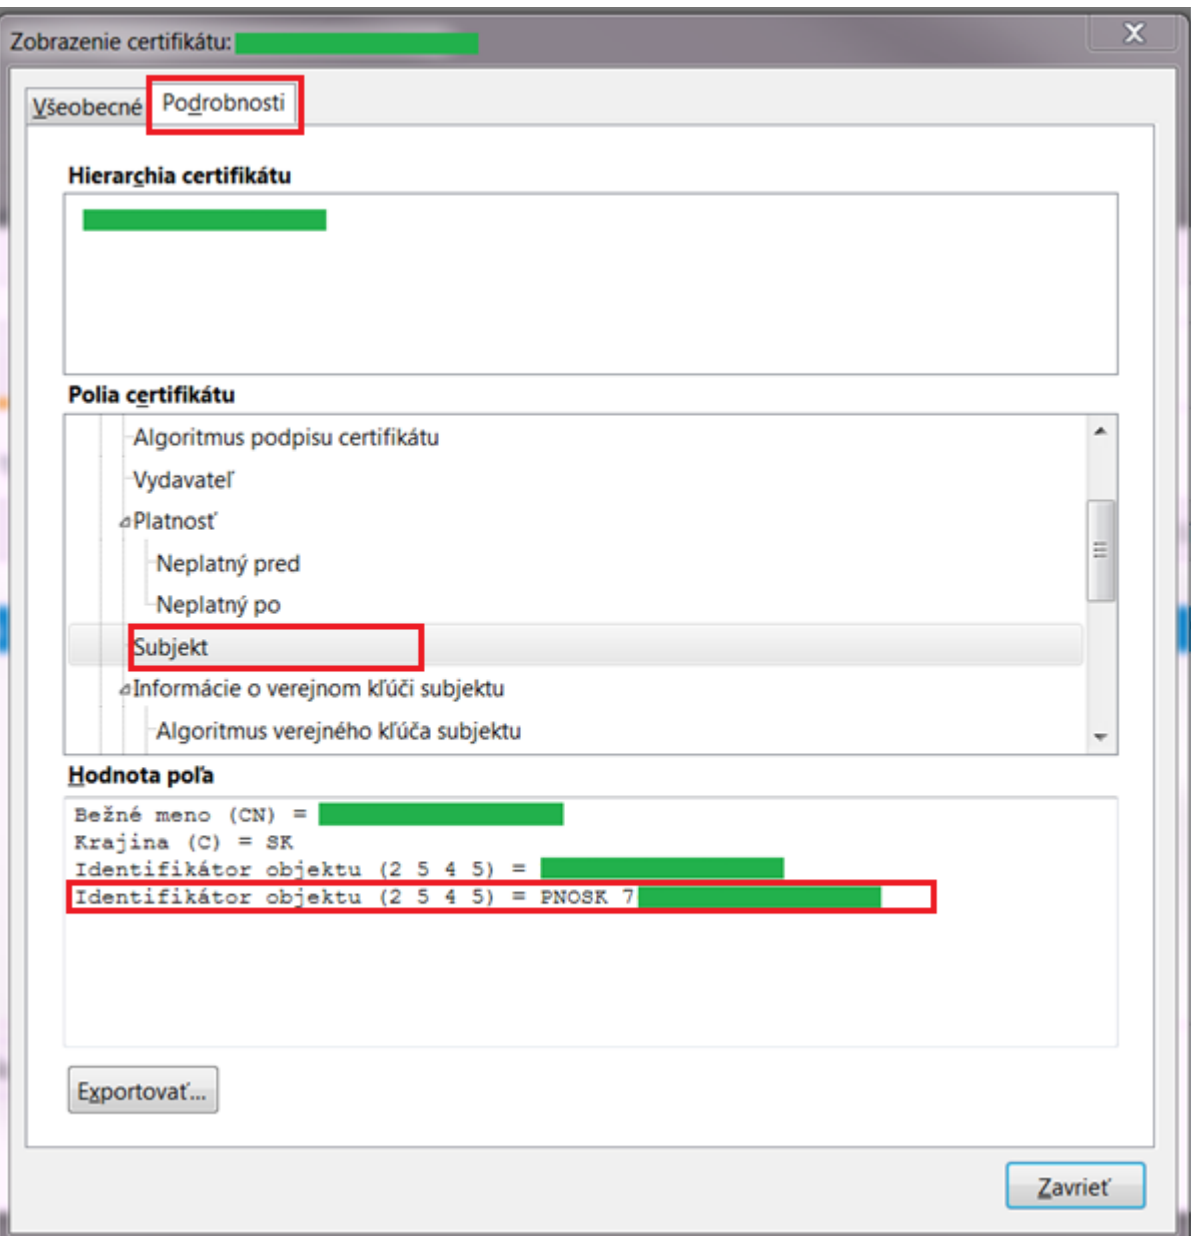 Zobrazenie certifikátu:
Všeobecné
Podrobnosti
Hierarchia certifikátu
Polia certifikátu
Algoritmus podpisu certifikátu
Vydavateľ
Platnosť
Neplatný pred
Neplatný po
Subjekt
Informácie o verejnom kľúči subjektu
Algoritmus verejného kľúča subjektu
Hodnota poľa
Bežné meno (CN) =
Krajina (C) = SK
Identifikátor objektu (2 5 4 5) =
Identifikátor objektu (2 5 4 5) = PNOSK 7
Exportovať...
Zavrieť